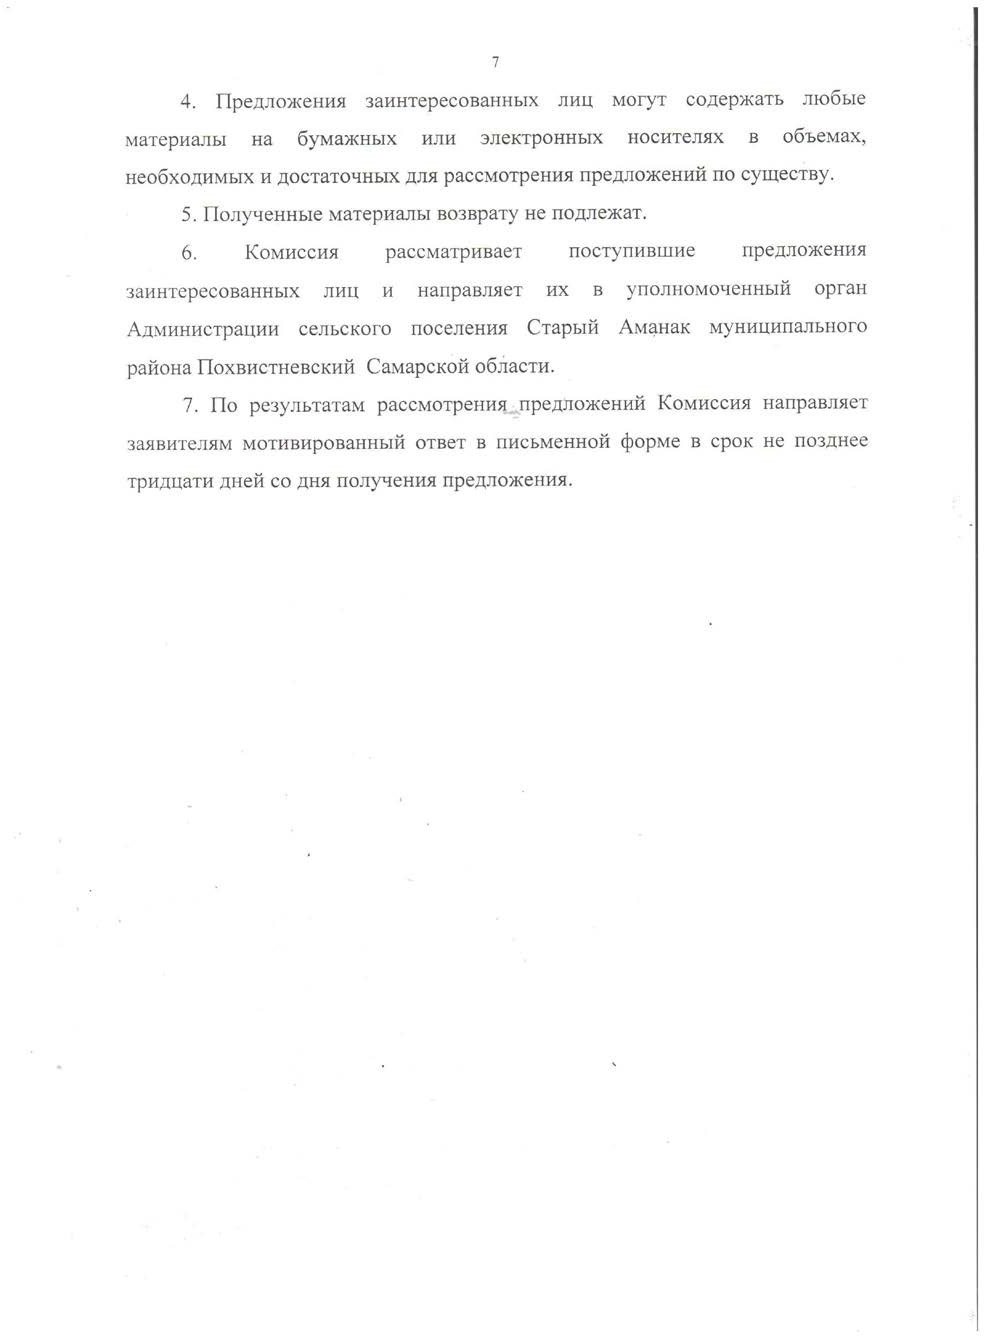 7
4. Предложения заинтересованных лиц могут содержать любые
материалы на бумажных или электронных носителях в объемах,
необходимых и достаточных для рассмотрения предложений по существу.
5. Полученные материалы возврату не подлежат.
6. Комиссия рассматривает поступившие предложения
заинтересованных лиц и направляет их в уполномоченный орган
Администрации сельского поселения Старый Аманак муниципального
района Похвистневский Самарской области.
7. По результатам рассмотрения предложений Комиссия направляет
заявителям мотивированный ответ в письменной форме в срок не позднее
тридцати дней со дня получения предложения.